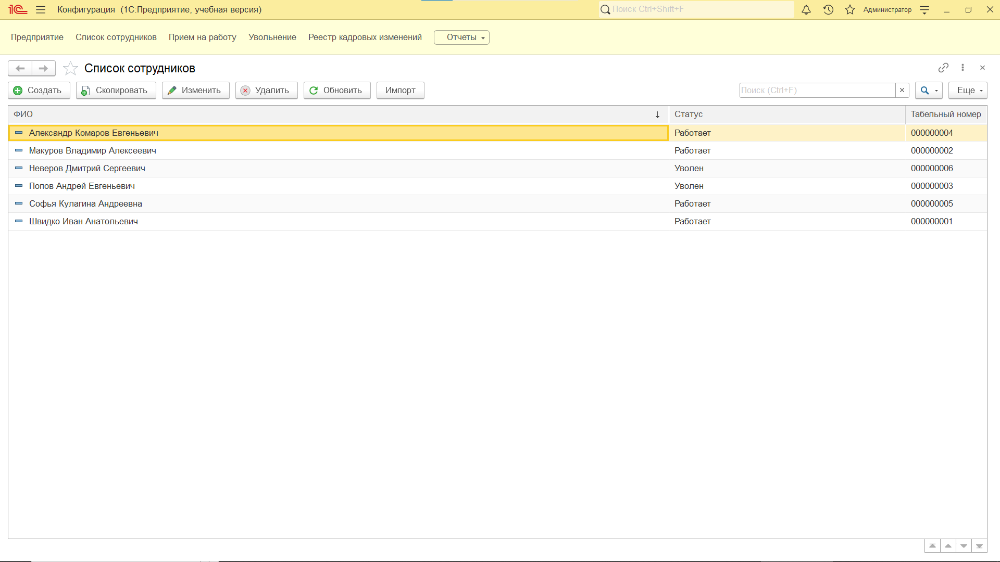 1С Конфигурация (1С:Предприятие, учебная версия) Поиск Ctrl+Shift+F Администратор
Предприятие Список сотрудников Прием на работу Увольнение Реестр кадровых изменений Отчеты
Список сотрудников
Создать Скопировать Изменить Удалить Обновить Импорт Поиск (Ctrl+F) × Еще
ФИО Статус Табельный номер
Александр Комаров Евгеньевич Работает 000000004
Макуров Владимир Алексеевич Работает 000000002
Неверов Дмитрий Сергеевич Уволен 000000006
Попов Андрей Евгеньевич Уволен 000000003
Софья Кулагина Андреевна Работает 000000005
Швидко Иван Анатольевич Работает 000000001